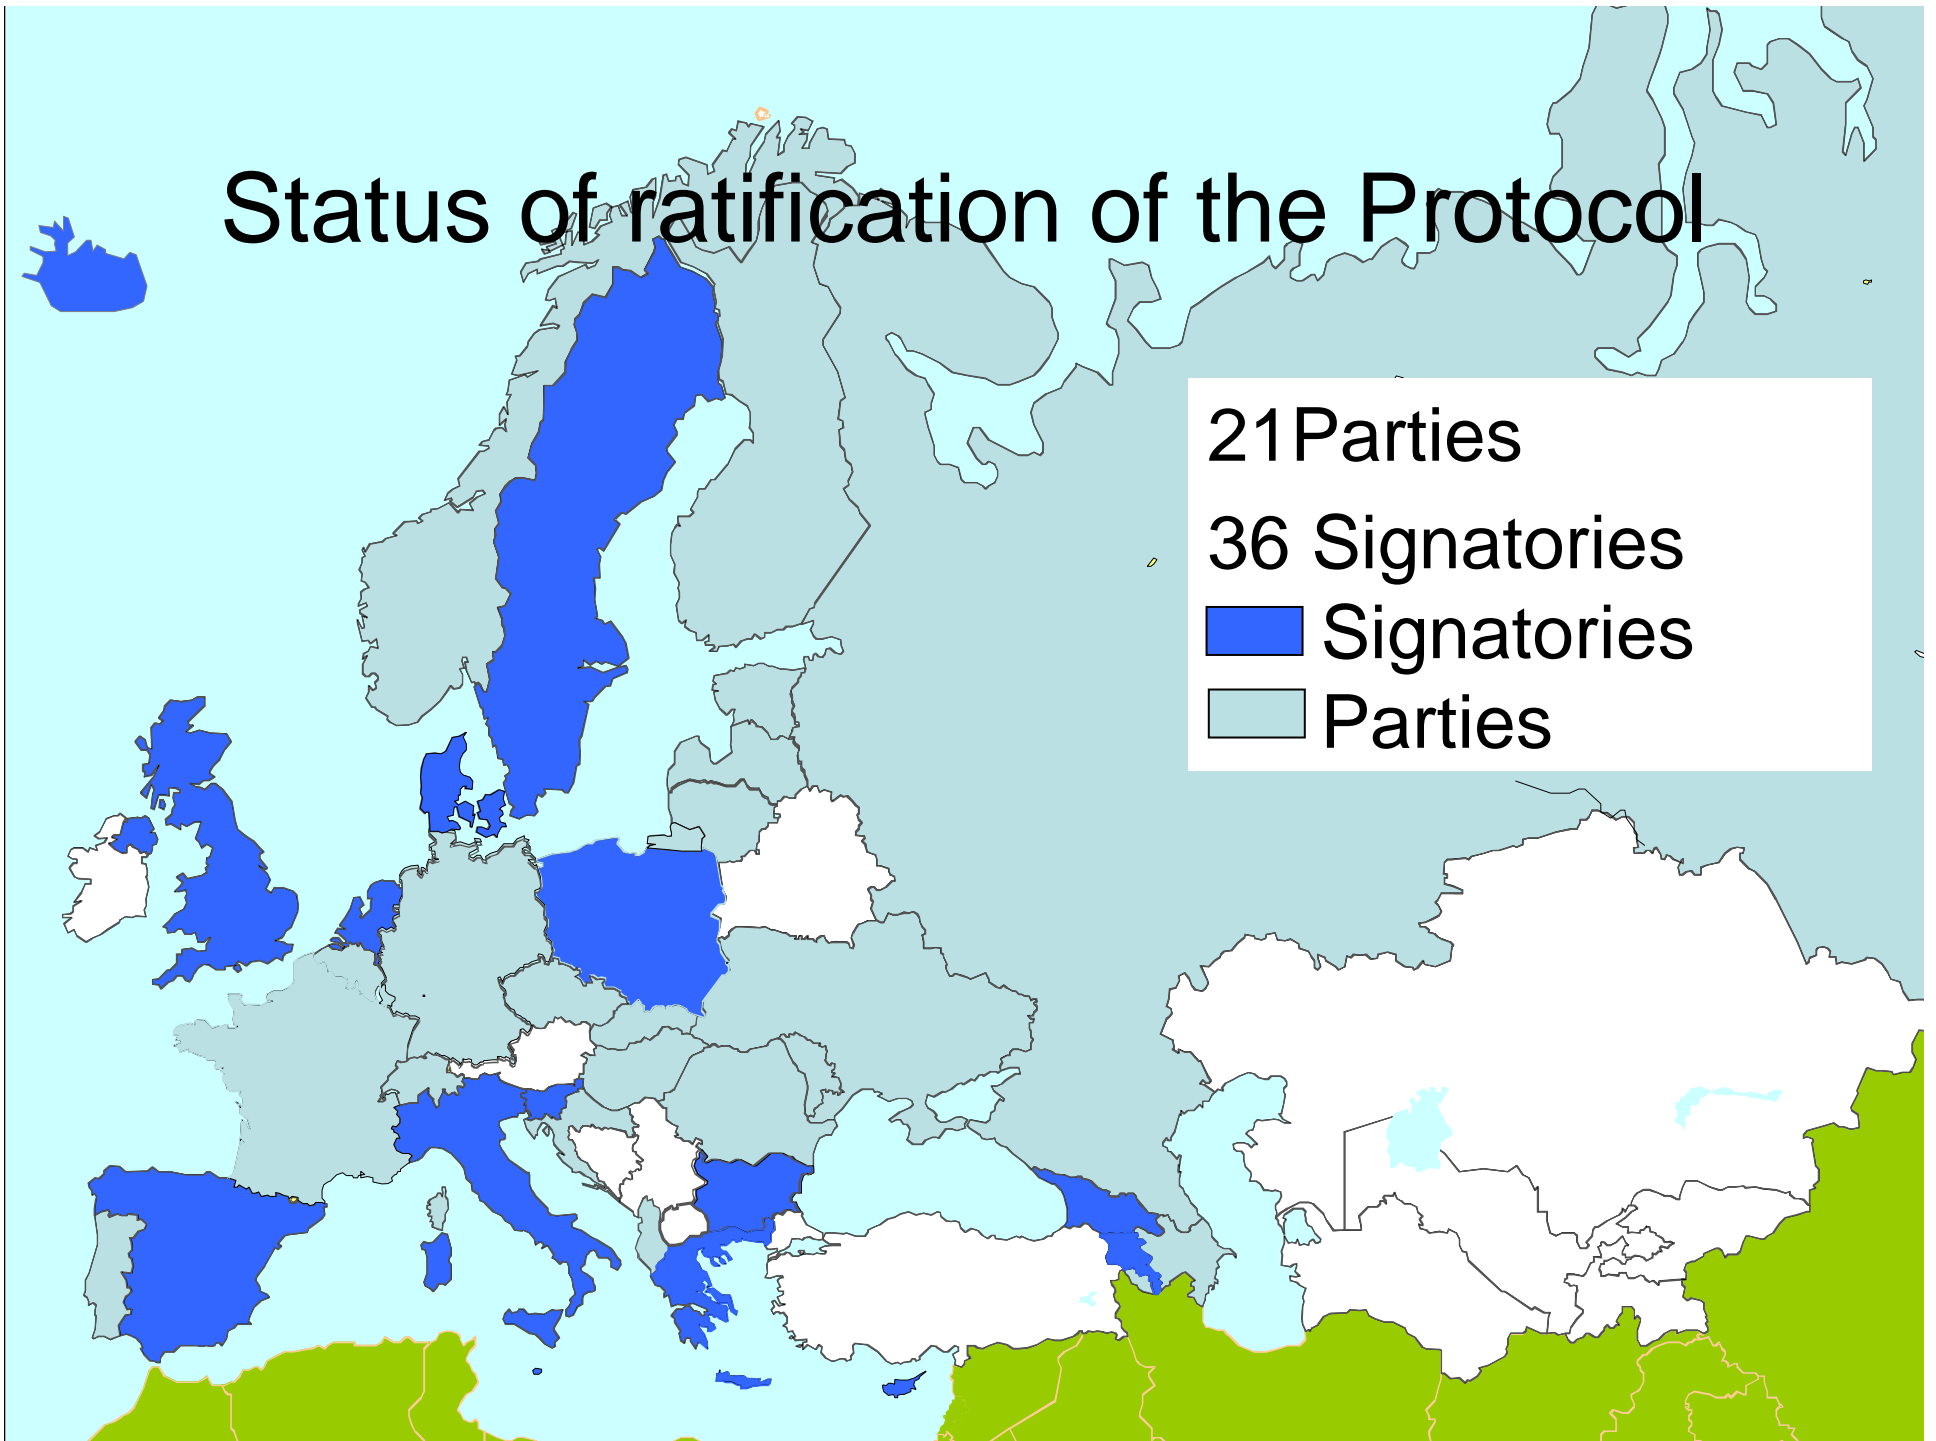 Status of ratification of the Protocol
21Parties
36 Signatories
Signatories
Parties